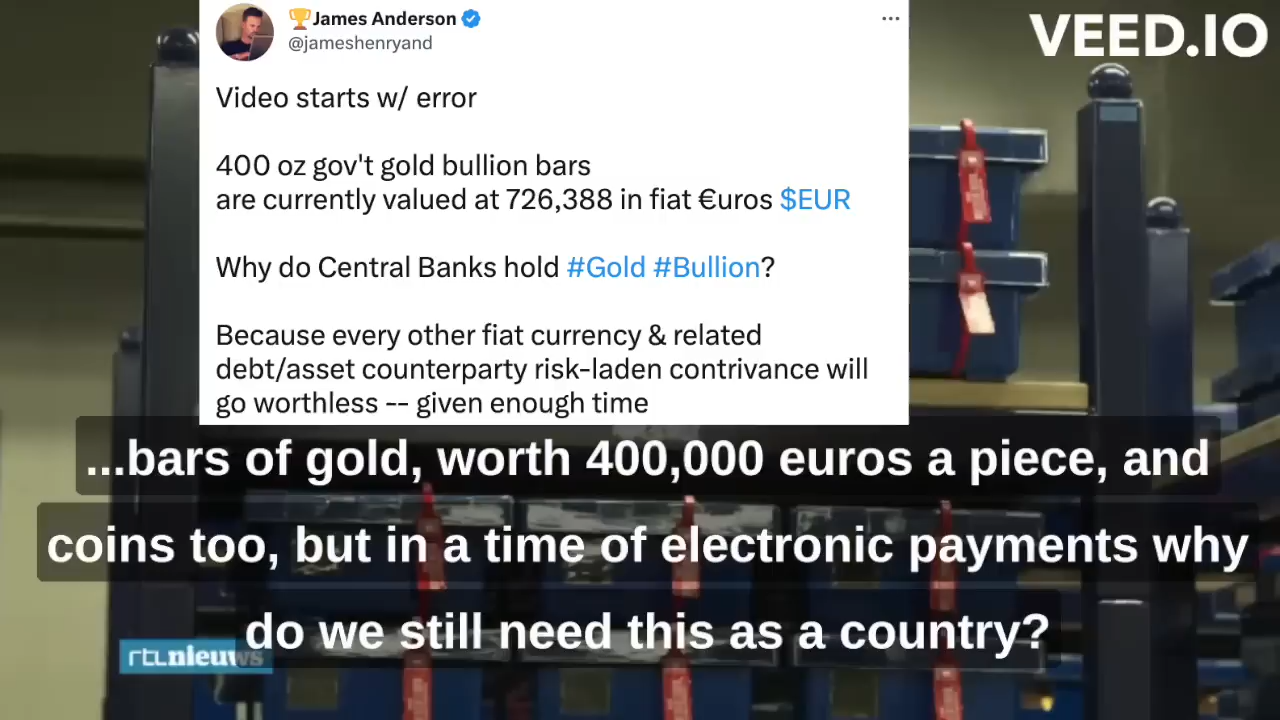 🏆James Anderson
@jameshenryand
VEED.IO
Video starts w/ error
400 oz gov't gold bullion bars
are currently valued at 726,388 in fiat €uros $EUR
Why do Central Banks hold #Gold #Bullion?
Because every other fiat currency & related
debt/asset counterparty risk-laden contrivance will
go worthless -- given enough time
...bars of gold, worth 400,000 euros a piece, and
coins too, but in a time of electronic payments why
do we still need this as a country?
rtlnieuws